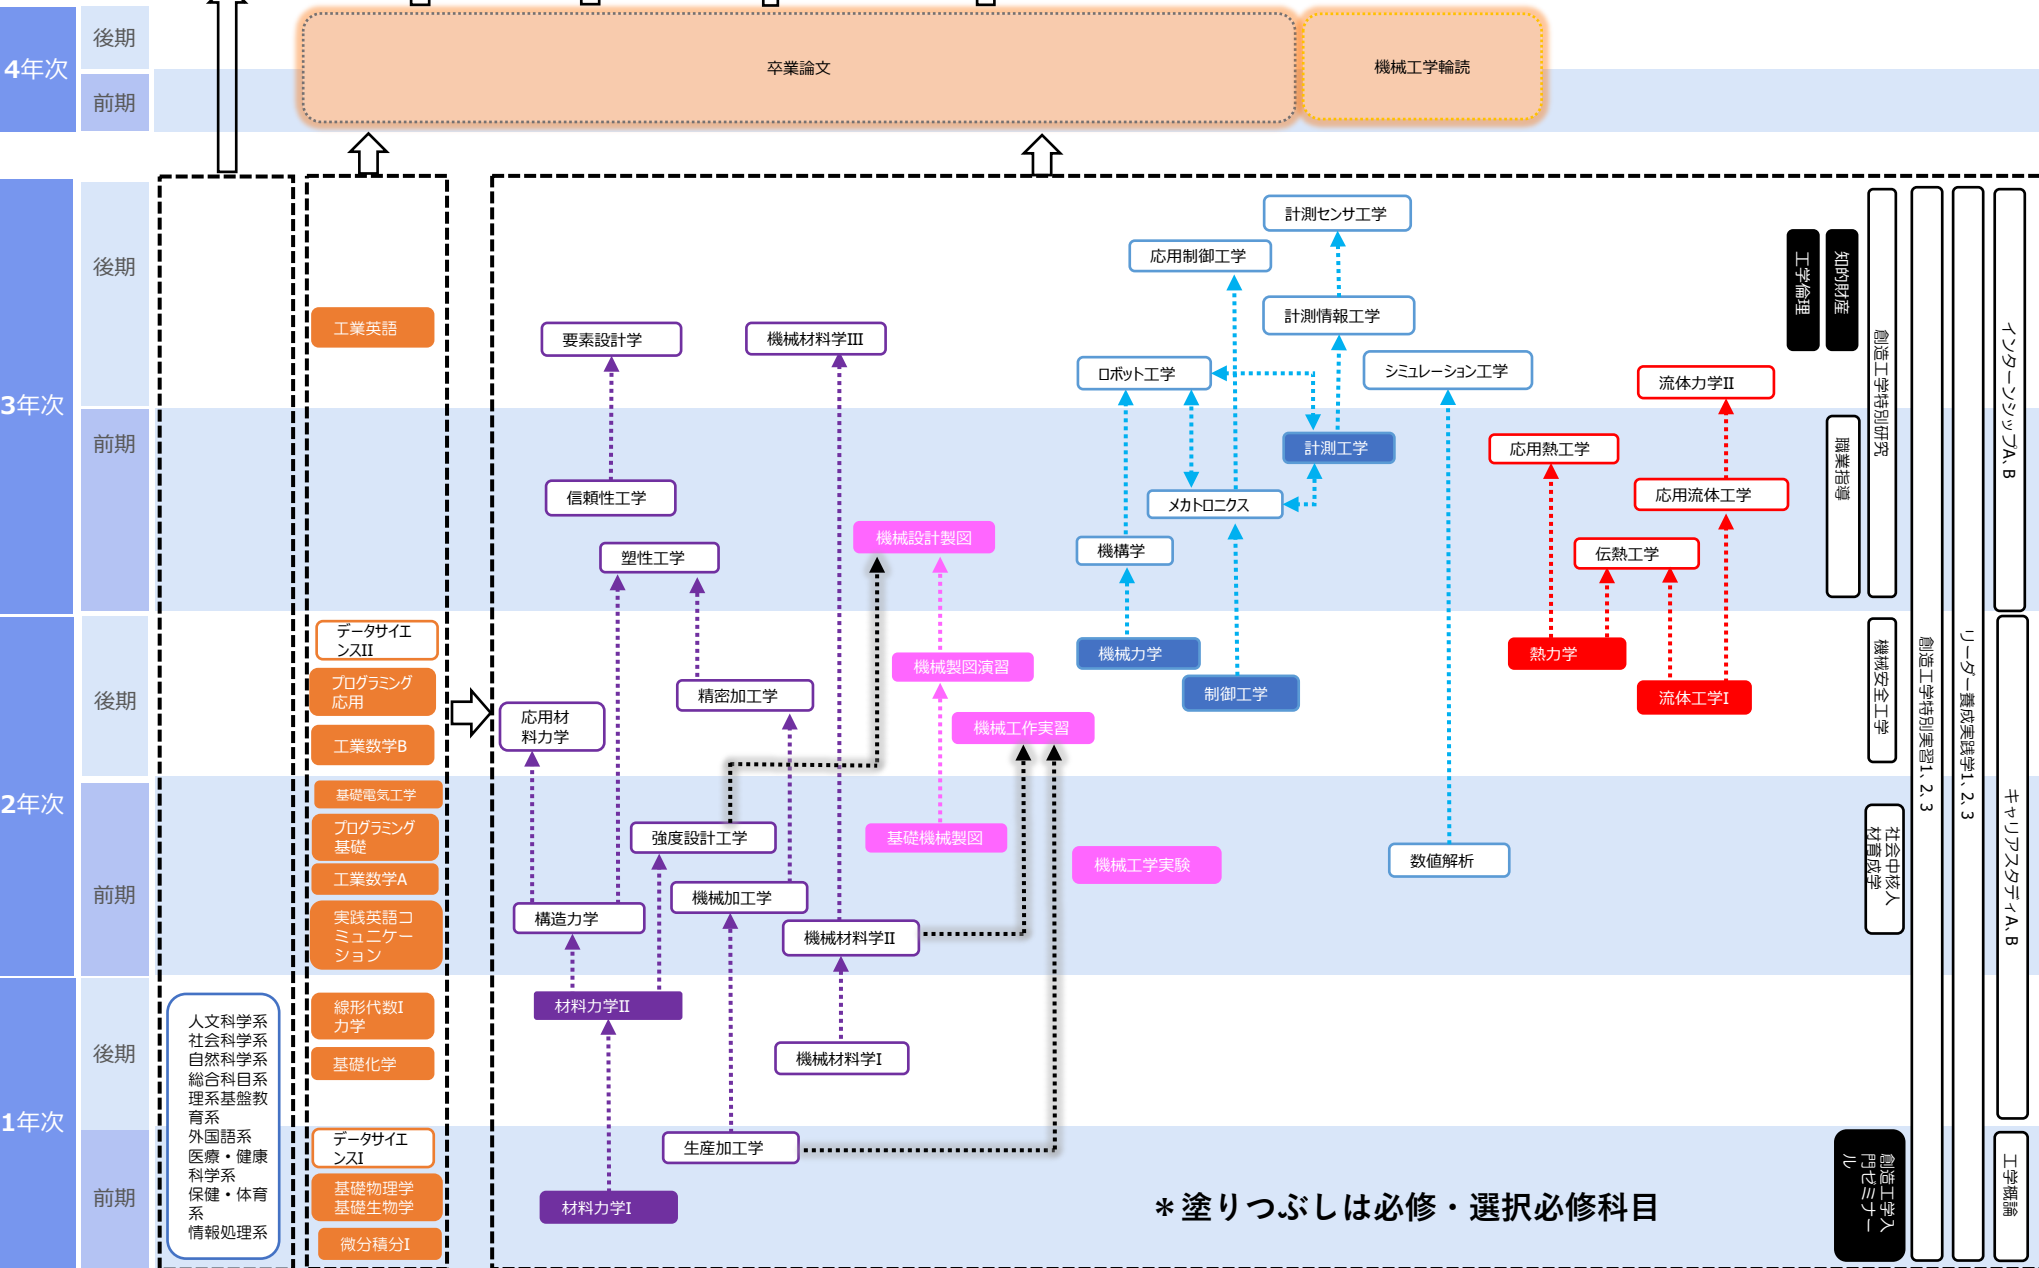 4年次
後期
前期
卒業論文
機械工学輪読
3年次
後期
前期
工業英語
要素設計学
機械材料学III
計測センサ工学
応用制御工学
計測情報工学
ロボット工学
シミュレーション工学
流体力学II
計測工学
応用熱工学
信頼性工学
メカトロニクス
応用流体工学
機械設計製図
機構学
塑性工学
伝熱工学
工学倫理
知的財産
創造工学特別研究
職業指導
インターンシップA、B
創造工学特別実習1、2、3
リーダー養成実践学1、2、3
2年次
後期
前期
データサイエ
ンスII
プログラミング
応用
工業数学B
基礎電気工学
プログラミング
基礎
工業数学A
実践英語コ
ミュニケー
ション
応用材
料力学
精密加工学
機械製図演習
機械工作実習
機械力学
制御工学
熱力学
流体工学I
強度設計工学
基礎機械製図
機械工学実験
数値解析
機械加工学
構造力学
機械材料学II
機械安全工学
社会中核人
材育成学
キャリアスタディA、B
1年次
後期
前期
人文科学系
社会科学系
自然科学系
総合科目系
理系基盤教
育系
外国語系
医療・健康
科学系
保健・体育
系
情報処理系
線形代数I
力学
基礎化学
データサイエ
ンスI
基礎物理学
基礎生物学
微分積分I
材料力学II
機械材料学I
生産加工学
材料力学I
＊塗りつぶしは必修・選択必修科目
創造工学入
門ゼミナー
ル
工学概論